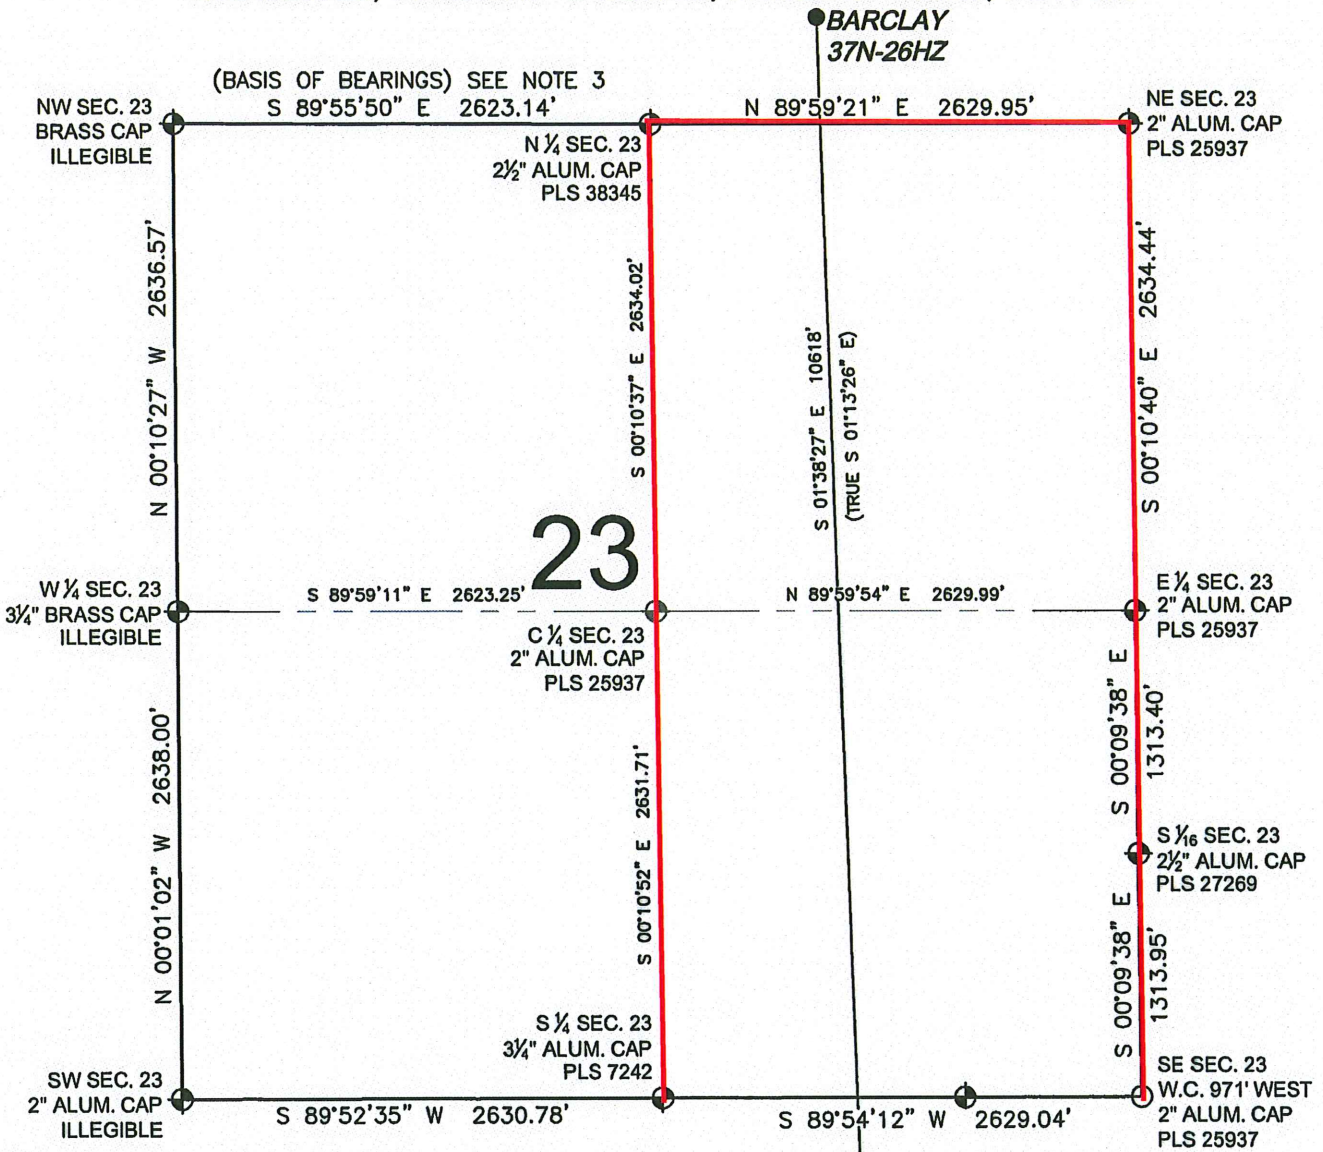 BARCLAY
37N-26HZ
(BASIS OF BEARINGS) SEE NOTE 3
S 89°55'50" E 2623.14'
N 89°59'21" E 2629.95'
NW SEC. 23
BRASS CAP
ILLEGIBLE
N ¼ SEC. 23
2½" ALUM. CAP
PLS 38345
NE SEC. 23
2" ALUM. CAP
PLS 25937
N 00°10'27" W 2636.57'
S 00°10'37" E 2634.02'
S 01°38'27" E 10618'
(TRUE S 01°13'26" E)
S 00°10'40" E 2634.44'
23
W ¼ SEC. 23
3¼" BRASS CAP
ILLEGIBLE
S 89°59'11" E 2623.25'
N 89°59'54" E 2629.99'
C ¼ SEC. 23
2" ALUM. CAP
PLS 25937
E ¼ SEC. 23
2" ALUM. CAP
PLS 25937
N 00°01'02" W 2638.00'
S 00°10'52" E 2631.71'
S 00°09'38" E
1313.40'
S 1/16 SEC. 23
2½" ALUM. CAP
PLS 27269
S 00°09'38" E
1313.95'
S ¼ SEC. 23
3¼" ALUM. CAP
PLS 7242
SW SEC. 23
2" ALUM. CAP
ILLEGIBLE
S 89°52'35" W 2630.78'
S 89°54'12" W 2629.04'
SE SEC. 23
W.C. 971' WEST
2" ALUM. CAP
PLS 25937